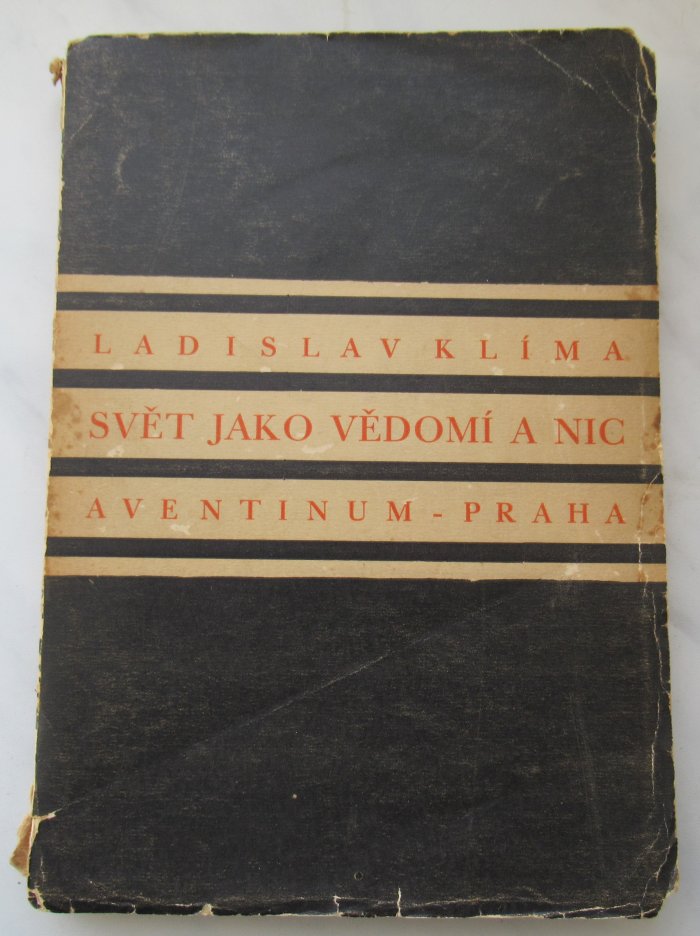 LADISLAV KLÍMA
SVĚT JAKO VĚDOMÍ A NIC
AVENTINUM - PRAHA